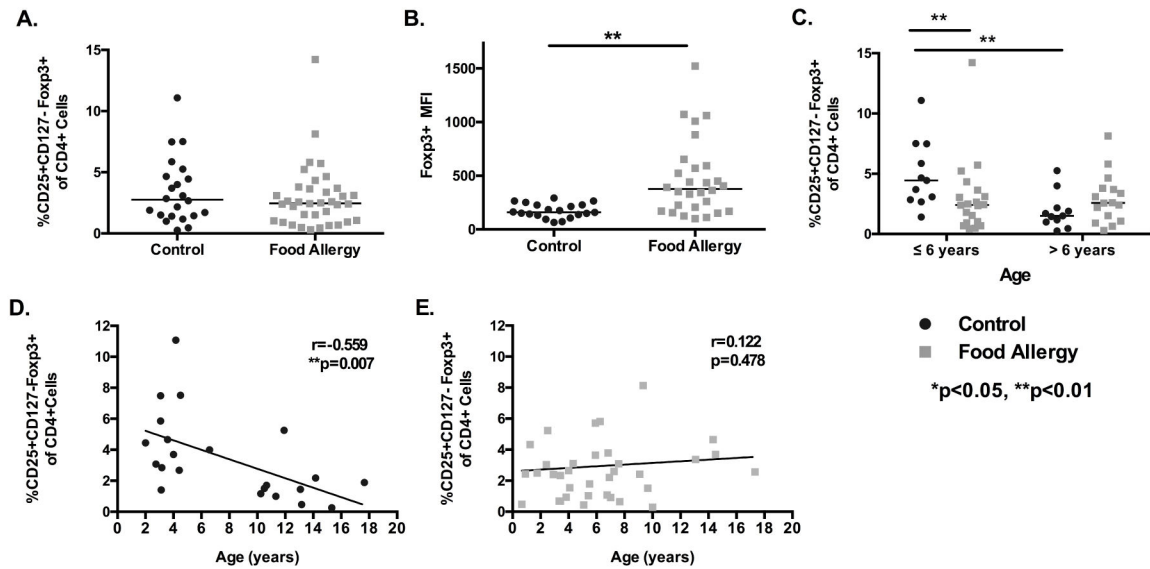 A.
%CD25+CD127- Foxp3+
of CD4+ Cells
15
10
5
0
Control
Food Allergy
B.
**
Foxp3+ MFI
1500
1000
500
0
Control
Food Allergy
C.
**
**
%CD25+CD127- Foxp3+
of CD4+ Cells
15
10
5
0
≤ 6 years
> 6 years
Age
D.
%CD25+CD127-Foxp3+
of CD4+Cells
12
10
8
6
4
2
0
r=-0.559
**p=0.007
0 2 4 6 8 10 12 14 16 18 20
Age (years)
E.
%CD25+CD127- Foxp3+
of CD4+ Cells
12
10
8
6
4
2
0
r=0.122
p=0.478
0 2 4 6 8 10 12 14 16 18 20
Age (years)
Control
Food Allergy
*p<0.05, **p<0.01